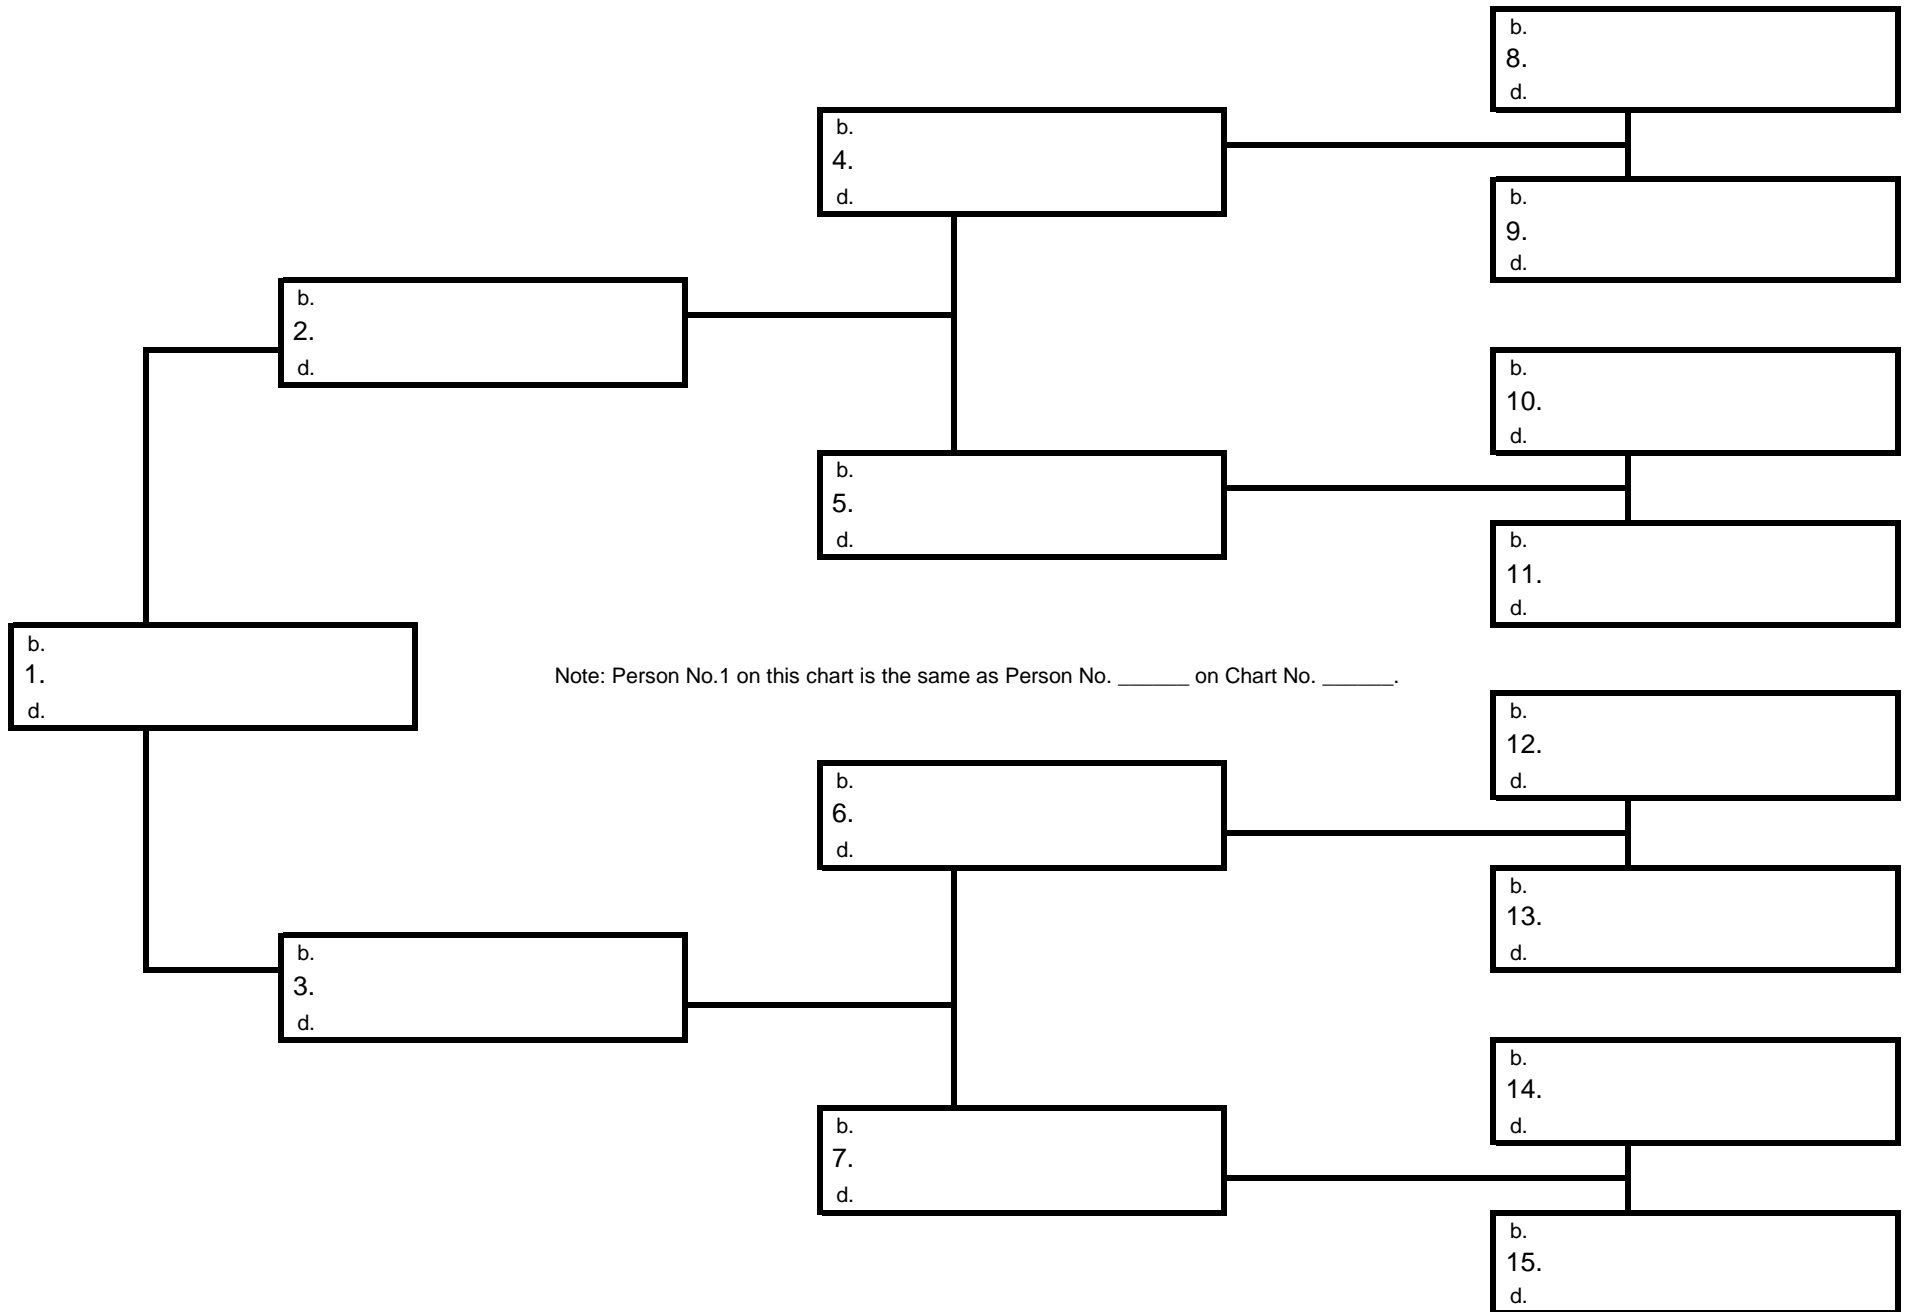 b.
8.
d.
b.
4.
d.
b.
9.
d.
b.
2.
d.
b.
10.
d.
b.
5.
d.
b.
11.
d.
b.
1.
d.
Note: Person No.1 on this chart is the same as Person No. ______ on Chart No. ______.
b.
12.
d.
b.
6.
d.
b.
13.
d.
b.
3.
d.
b.
14.
d.
b.
7.
d.
b.
15.
d.